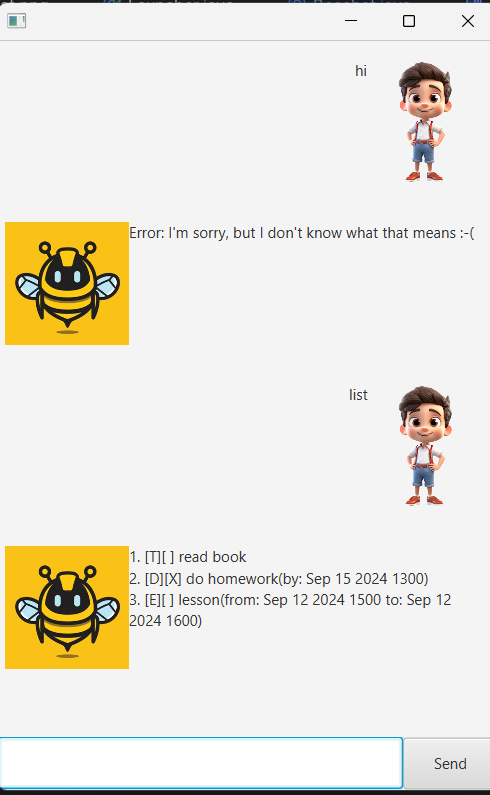 hi
Error: I'm sorry, but I don't know what that means :-(
list
1. [T][ ] read book
2. [D][X] do homework(by: Sep 15 2024 1300)
3. [E][ ] lesson(from: Sep 12 2024 1500 to: Sep 12
2024 1600)
Send